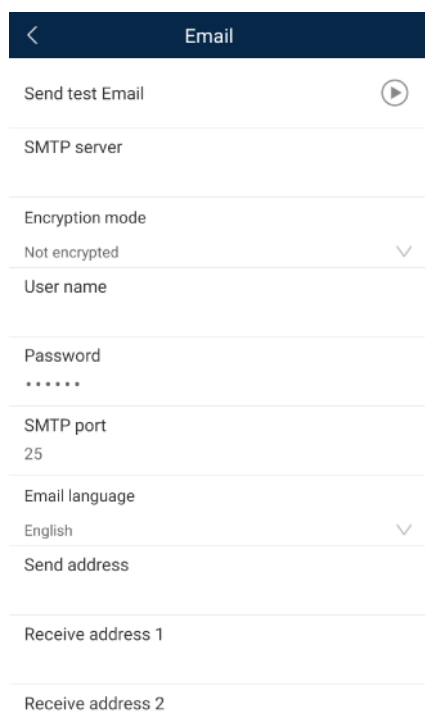 Email
Send test Email
SMTP server
Encryption mode
Not encrypted
User name
Password
••••••
SMTP port
25
Email language
English
Send address
Receive address 1
Receive address 2